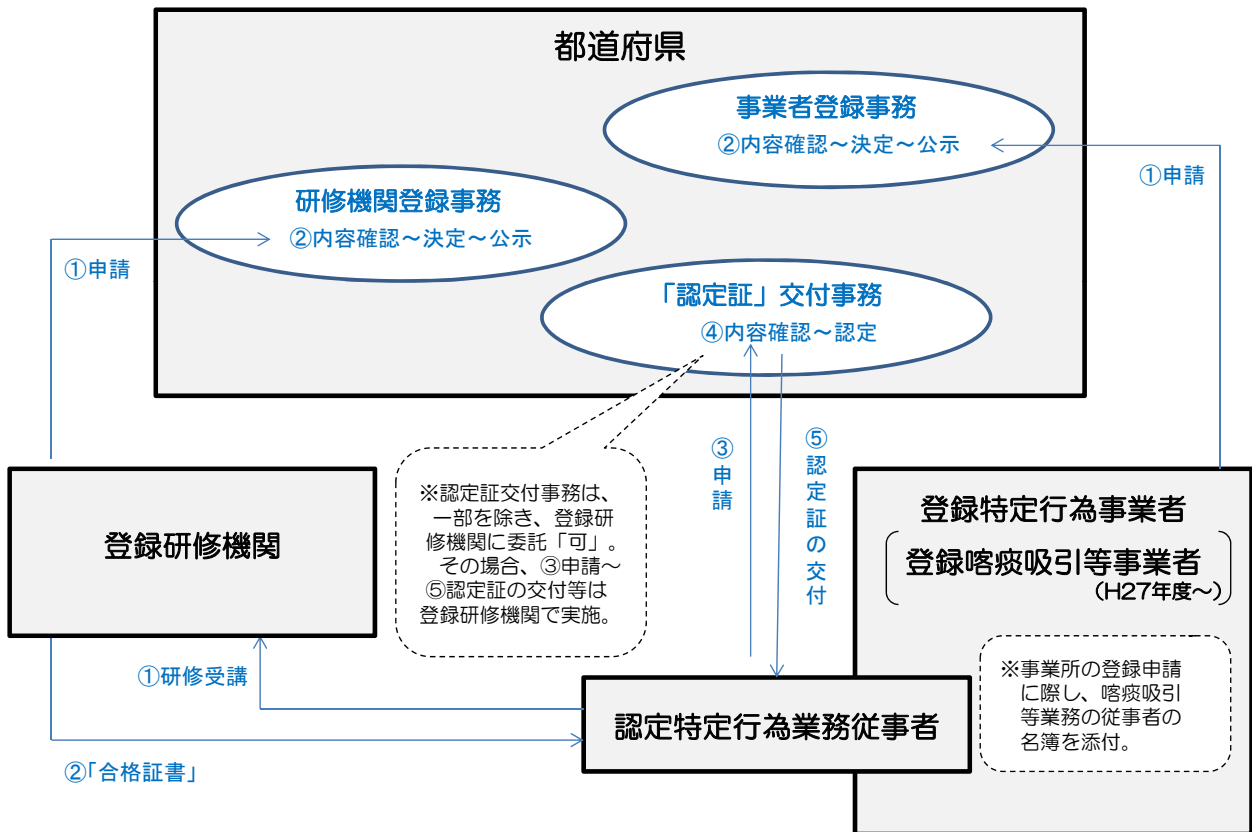 都道府県
事業者登録事務
②内容確認～決定～公示
①申請
研修機関登録事務
②内容確認～決定～公示
①申請
「認定証」交付事務
④内容確認～認定
③申請
⑤認定証の交付
※認定証交付事務は、
一部を除き、登録研
修機関に委託「可」。
その場合、③申請～
⑤認定証の交付等は
登録研修機関で実施。
登録研修機関
登録特定行為事業者
登録喀痰吸引等事業者
（H27年度～）
①研修受講
②「合格証書」
認定特定行為業務従事者
※事業所の登録申請
に際し、喀痰吸引
等業務の従事者の
名簿を添付。